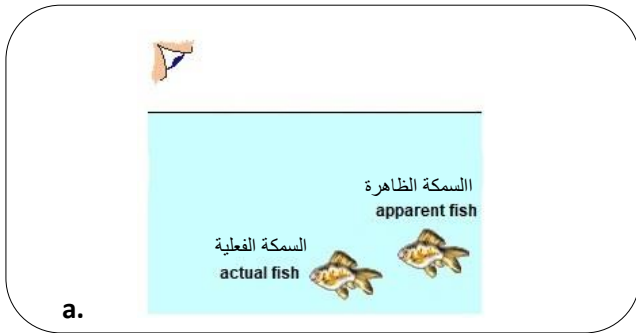 االسمكة الظاهرة
apparent fish
السمكة الفعلية
actual fish
a.